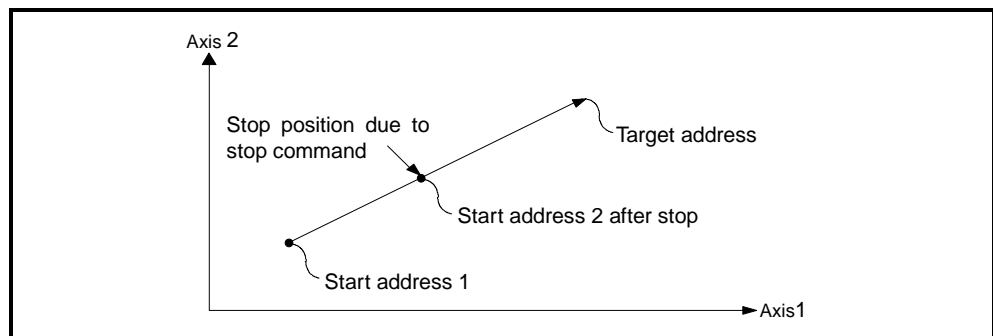 Axis 2
Stop position due to
stop command
Target address
Start address 2 after stop
Start address 1
Axis1